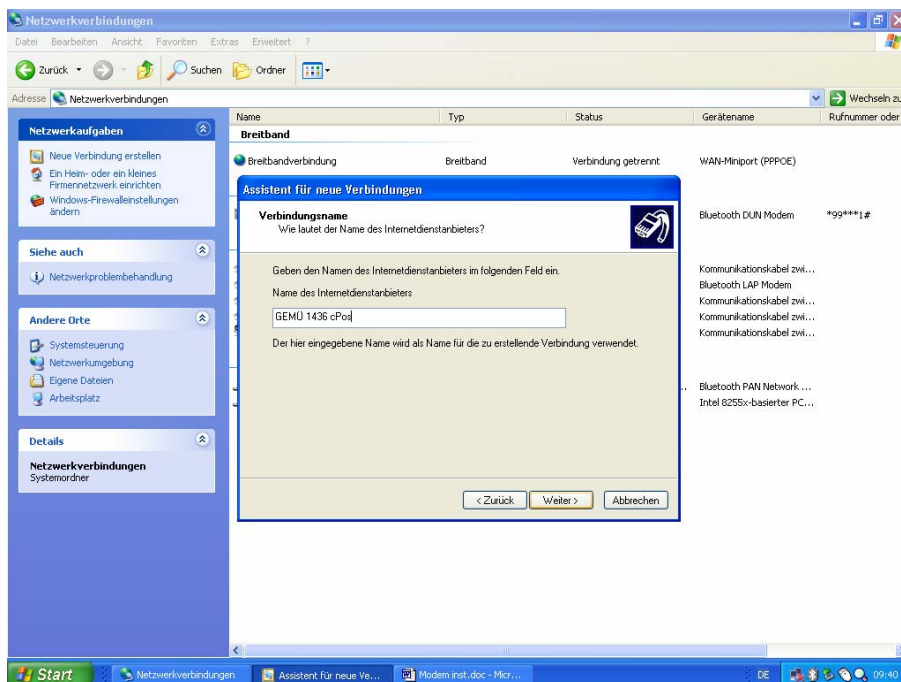 Netzwerkverbindungen
Datei Bearbeiten Ansicht Favoriten Extras Erweitert ?
Zurück Suchen Ordner
Adresse Netzwerkverbindungen Wechseln zu
Name Typ Status Gerätename Rufnummer oder
Netzwerkaufgaben
Neue Verbindung erstellen
Ein Heim- oder ein kleines
Firmennetzwerk einrichten
Windows-Firewalleinstellungen
ändern
Siehe auch
Netzwerkproblembehandlung
Andere Orte
Systemsteuerung
Netzwerkumgebung
Eigene Dateien
Arbeitsplatz
Details
Netzwerkverbindungen
Systemordner
Breitband
Breitbandverbindung Breitband Verbindung getrennt WAN-Miniport (PPPOE)
Bluetooth DUN Modem *99***1#
Kommunikationskabel zwi...
Bluetooth LAP Modem
Kommunikationskabel zwi...
Kommunikationskabel zwi...
Kommunikationskabel zwi...
Bluetooth PAN Network ...
Intel 8255x-basierter PC...
Assistent für neue Verbindungen
Verbindungsname
Wie lautet der Name des Internetdienstanbieters?
Geben den Namen des Internetdienstanbieters im folgenden Feld ein.
Name des Internetdienstanbieters
GEMÜ 1436 cPos
Der hier eingegebene Name wird als Name für die zu erstellende Verbindung verwendet.
< Zurück Weiter > Abbrechen
Start Netzwerkverbindungen Assistent für neue Ve... Modem inst.doc - Micr... DE 09:40